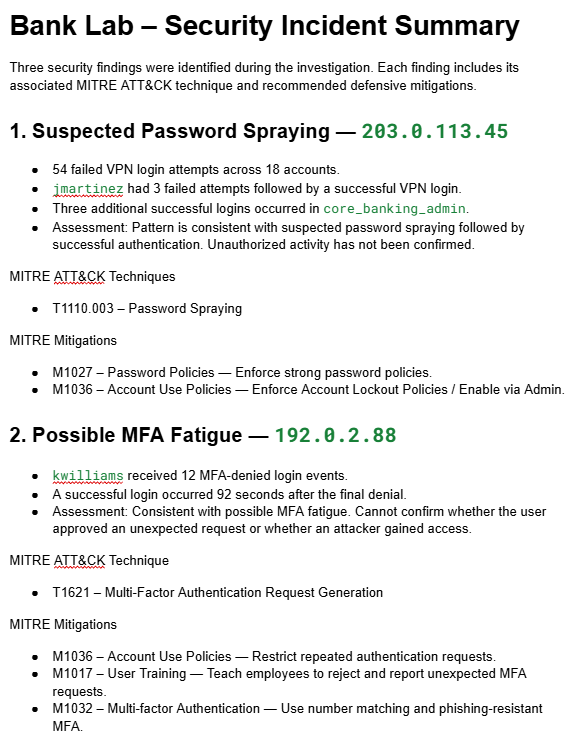 Bank Lab – Security Incident Summary
Three security findings were identified during the investigation. Each finding includes its
associated MITRE ATT&CK technique and recommended defensive mitigations.
1. Suspected Password Spraying — 203.0.113.45
● 54 failed VPN login attempts across 18 accounts.
● jmartinez had 3 failed attempts followed by a successful VPN login.
● Three additional successful logins occurred in core_banking_admin.
● Assessment: Pattern is consistent with suspected password spraying followed by
successful authentication. Unauthorized activity has not been confirmed.
MITRE ATT&CK Techniques
● T1110.003 – Password Spraying
MITRE Mitigations
● M1027 – Password Policies — Enforce strong password policies.
● M1036 – Account Use Policies — Enforce Account Lockout Policies / Enable via Admin.
2. Possible MFA Fatigue — 192.0.2.88
● kwilliams received 12 MFA-denied login events.
● A successful login occurred 92 seconds after the final denial.
● Assessment: Consistent with possible MFA fatigue. Cannot confirm whether the user
approved an unexpected request or whether an attacker gained access.
MITRE ATT&CK Technique
● T1621 – Multi-Factor Authentication Request Generation
MITRE Mitigations
● M1036 – Account Use Policies — Restrict repeated authentication requests.
● M1017 – User Training — Teach employees to reject and report unexpected MFA
requests.
● M1032 – Multi-factor Authentication — Use number matching and phishing-resistant
MFA.